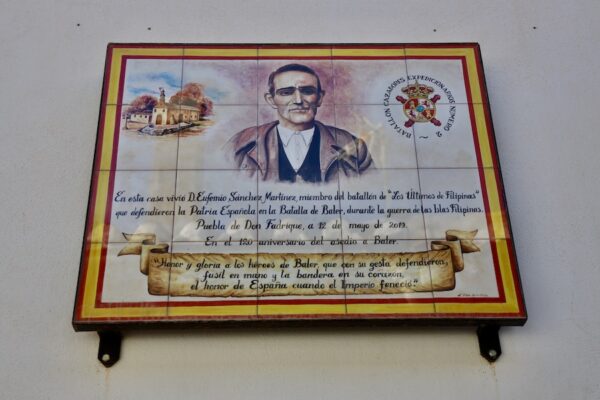 BATALLÓN CAZADORES EXPEDICIONARIOS NÚMERO 2
En esta casa vivió D. Eufemio Sánchez Martínez, miembro del batallón de "Los Últimos de Filipinas"
que defendieron la Patria Española en la Batalla de Baler, durante la guerra de las Islas Filipinas.
Puebla de Don Fadrique, a 12 de mayo de 2019.
En el 120 aniversario del asedio a Baler.
"Honor y gloria a los héroes de Baler, que con su gesta defendieron,
fusil en mano y la bandera en su corazón,
el honor de España cuando el Imperio feneció".